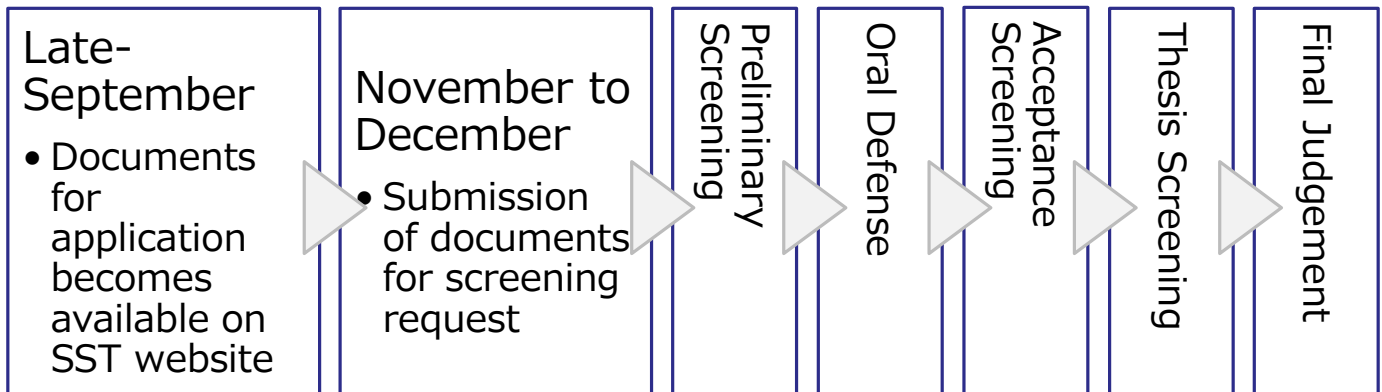 Late-
September
• Documents
for
application
becomes
available on
SST website
November to
December
• Submission
of documents
for screening
request
Preliminary
Screening
Oral Defense
Acceptance
Screening
Thesis Screening
Final Judgement